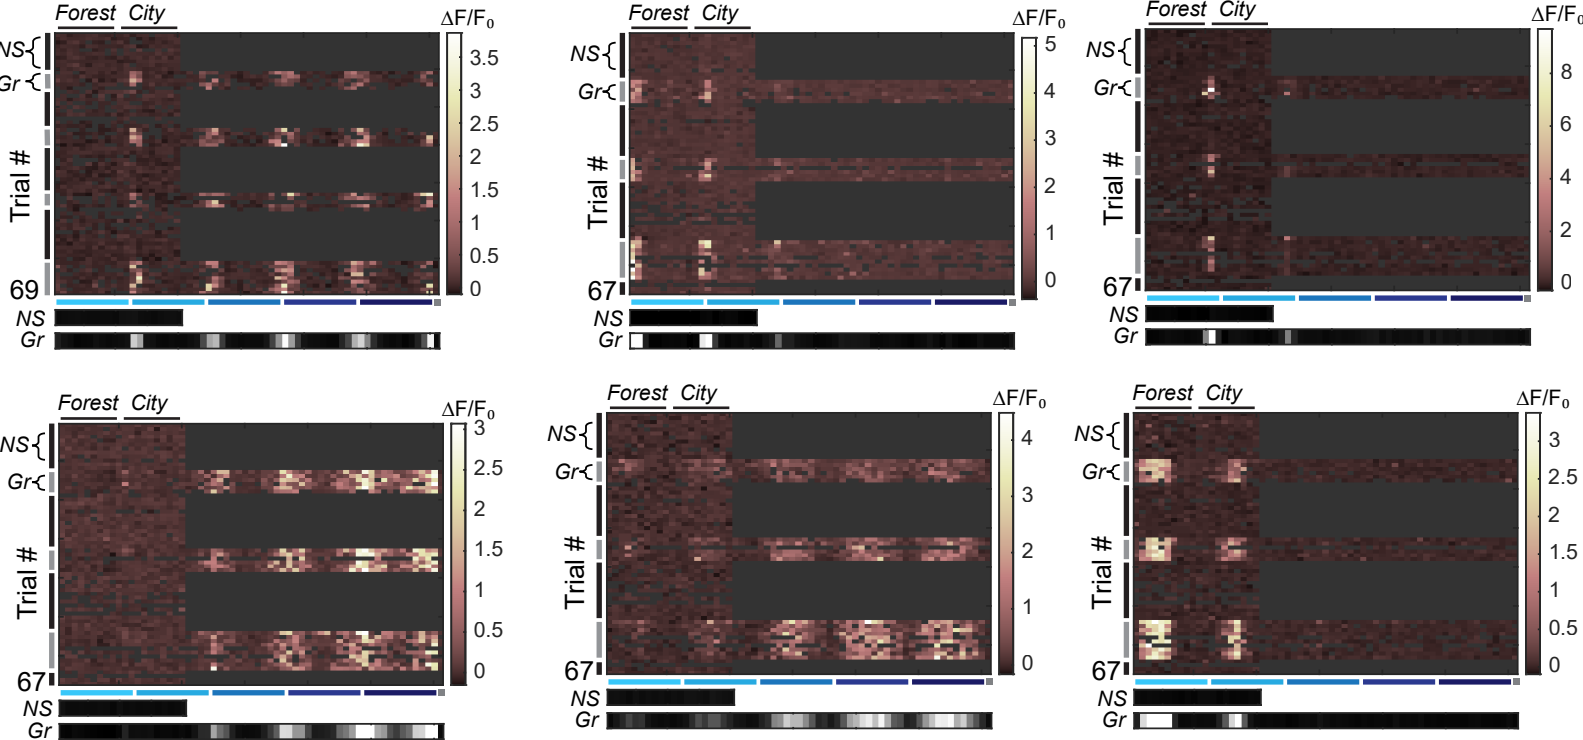 Forest City
ΔF/F0
NS
Gr
Trial #
69
3.5
3
2.5
2
1.5
1
0.5
0
NS
Gr
Forest City
ΔF/F0
NS
Gr
Trial #
67
5
4
3
2
1
0
NS
Gr
Forest City
ΔF/F0
NS
Gr
Trial #
67
8
6
4
2
0
NS
Gr
Forest City
ΔF/F0
NS
Gr
Trial #
67
3
2.5
2
1.5
1
0.5
0
NS
Gr
Forest City
ΔF/F0
NS
Gr
Trial #
67
4
3
2
1
0
NS
Gr
Forest City
ΔF/F0
NS
Gr
Trial #
67
3
2.5
2
1.5
1
0.5
0
NS
Gr